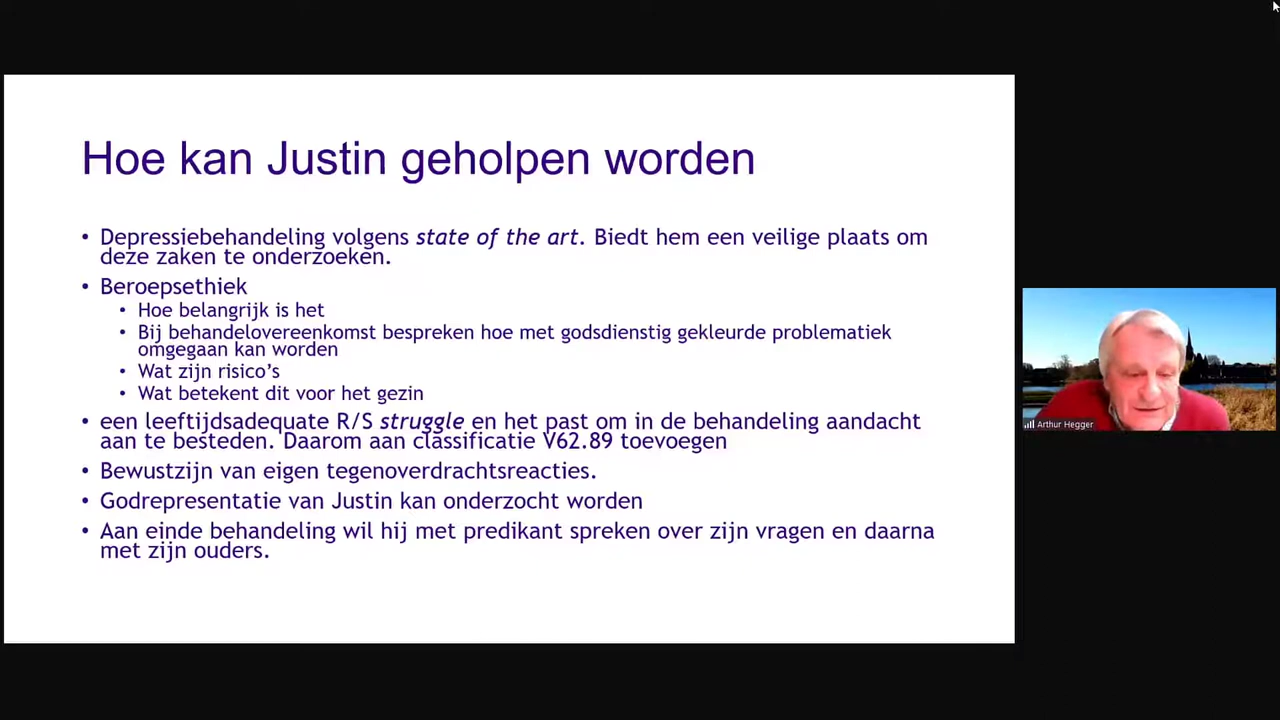 Hoe kan Justin geholpen worden
• Depressiebehandeling volgens state of the art. Biedt hem een veilige plaats om
deze zaken te onderzoeken.
• Beroepsethiek
• Hoe belangrijk is het
• Bij behandelovereenkomst bespreken hoe met godsdienstig gekleurde problematiek
omgegaan kan worden
• Wat zijn risico's
• Wat betekent dit voor het gezin
• een leeftijdsadequate R/S struggle en het past om in de behandeling aandacht
aan te besteden. Daarom aan classificatie V62.89 toevoegen
• Bewustzijn van eigen tegenoverdrachtsreacties.
• Godrepresentatie van Justin kan onderzocht worden
• Aan einde behandeling wil hij met predikant spreken over zijn vragen en daarna
met zijn ouders.
Arthur Hegger